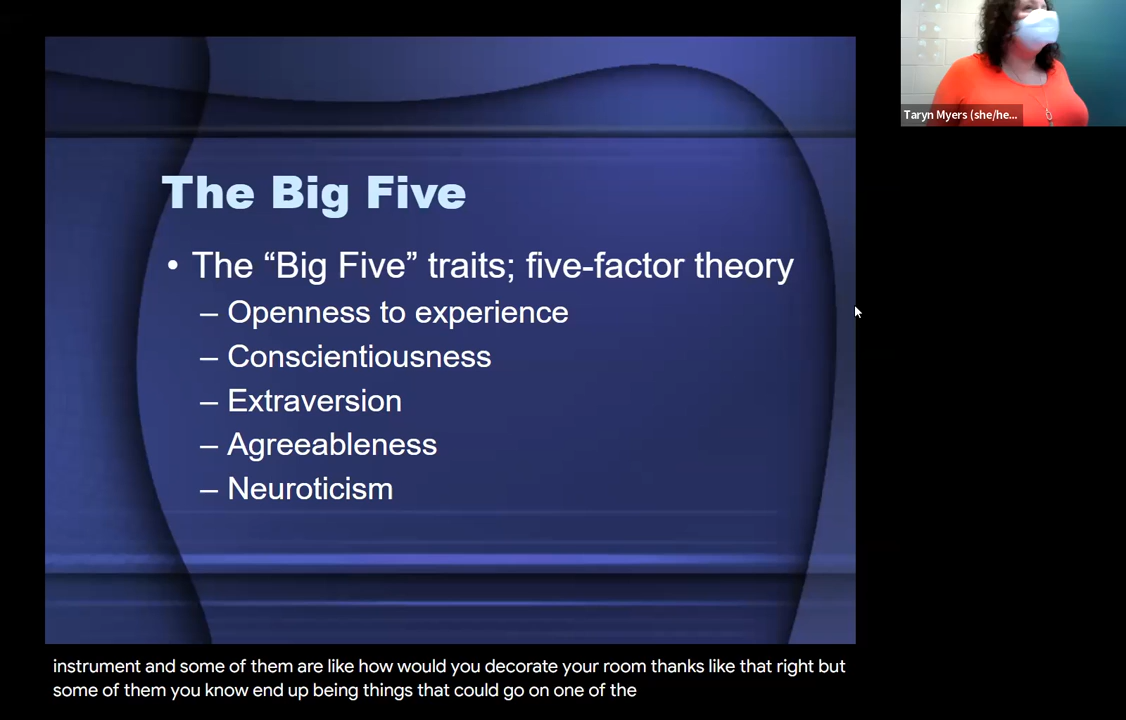 Taryn Myers (she/he...
The Big Five
• The “Big Five” traits; five-factor theory
– Openness to experience
– Conscientiousness
– Extraversion
– Agreeableness
– Neuroticism
instrument and some of them are like how would you decorate your room thanks like that right but
some of them you know end up being things that could go on one of the